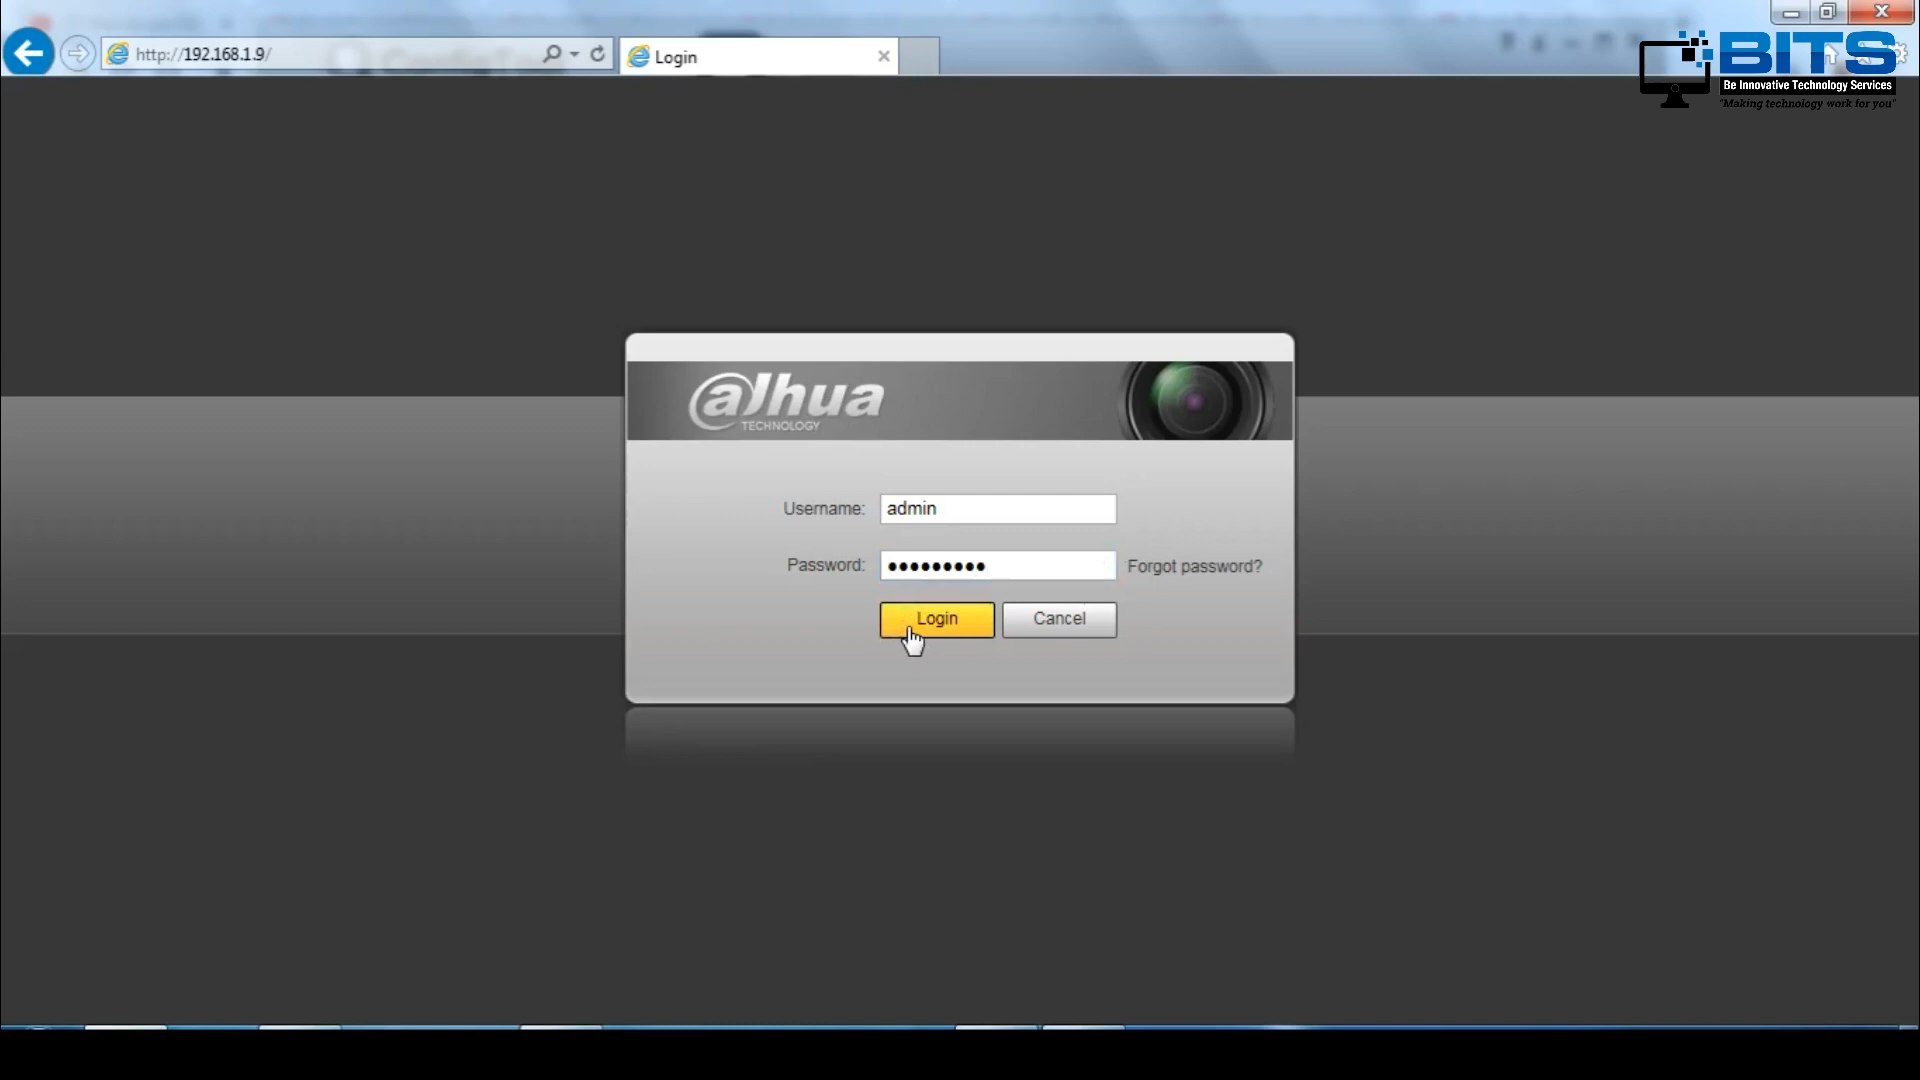 http://192.168.1.9/
Login
BITS
Be Innovative Technology Services
"Making technology work for you"
alhua
TECHNOLOGY
Username: admin
Password: ●●●●●●●●●
Forgot password?
Login
Cancel